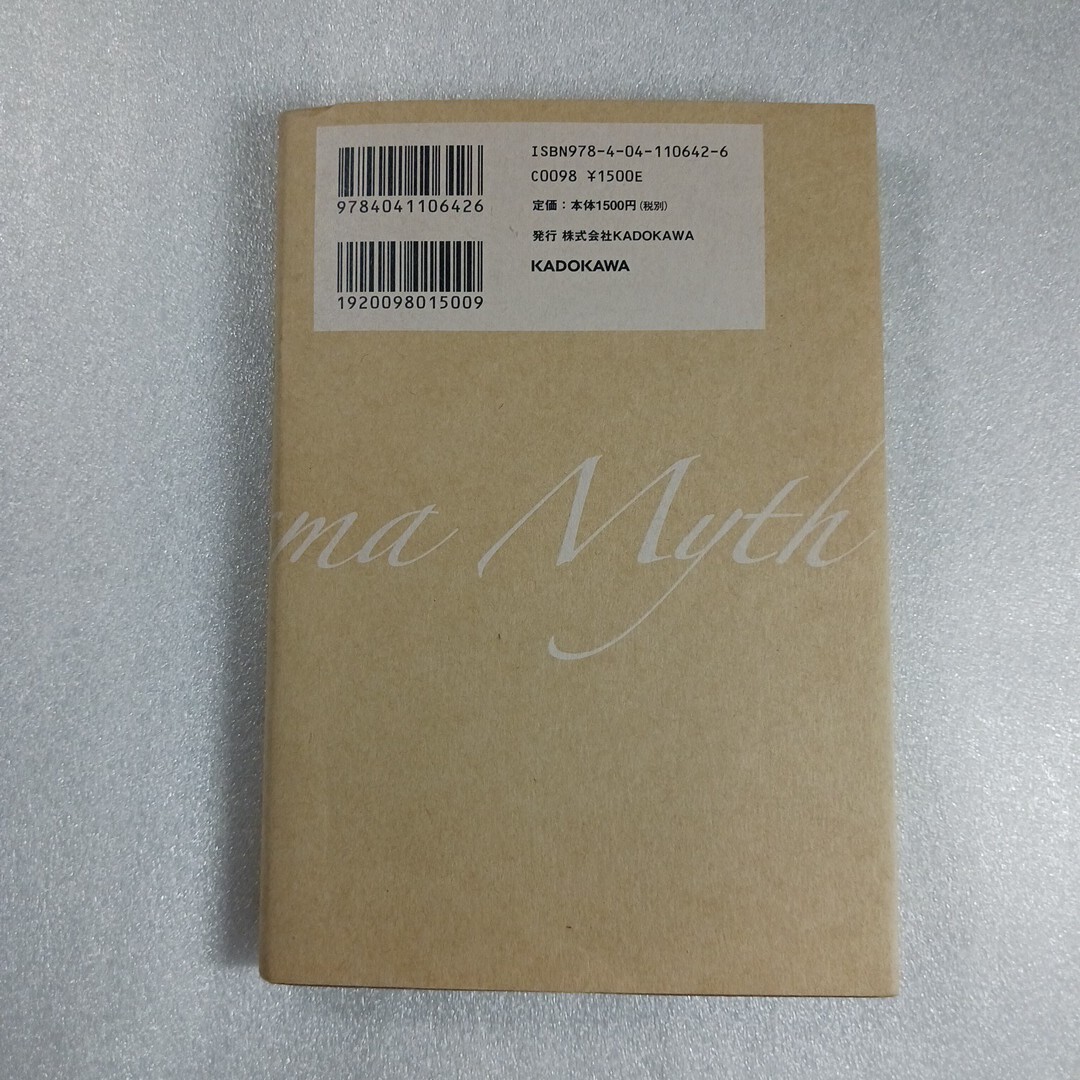 ISBN978-4-04-110642-6
C0098 ¥1500E
9784041106426
定価：本体1500円(税別)
発行 株式会社KADOKAWA
KADOKAWA
1920098015009
ma Myth